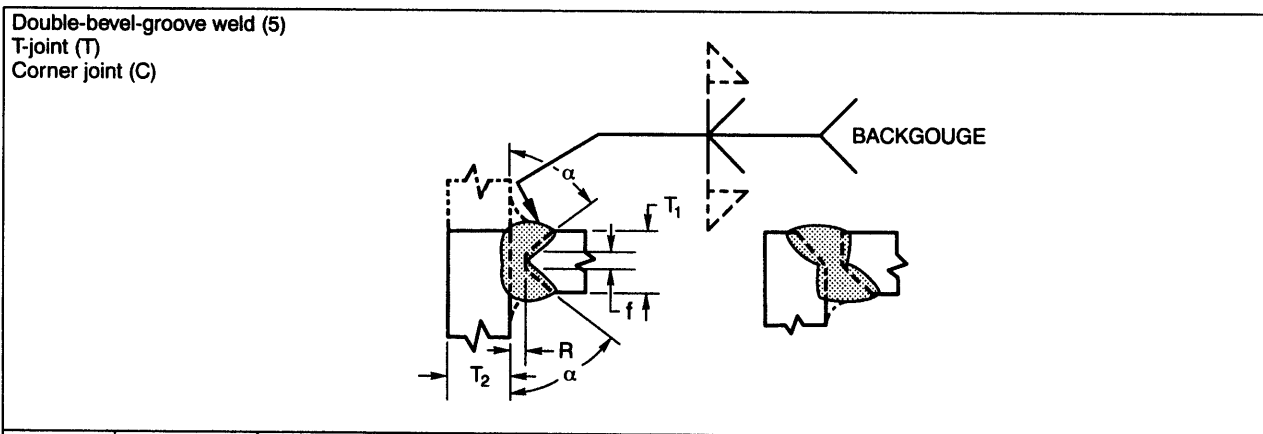 Double-bevel-groove weld (5)
T-joint (T)
Corner joint (C)
BACKGOUGE
α
T1
f
R
T2
α